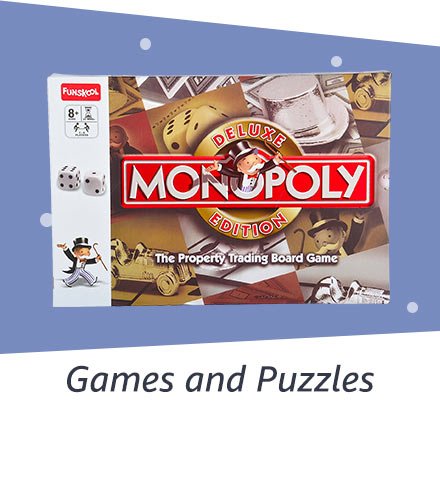 FUNSKOOL
8+
DELUXE
MONOPOLY
EDITION
The Property Trading Board Game
Games and Puzzles